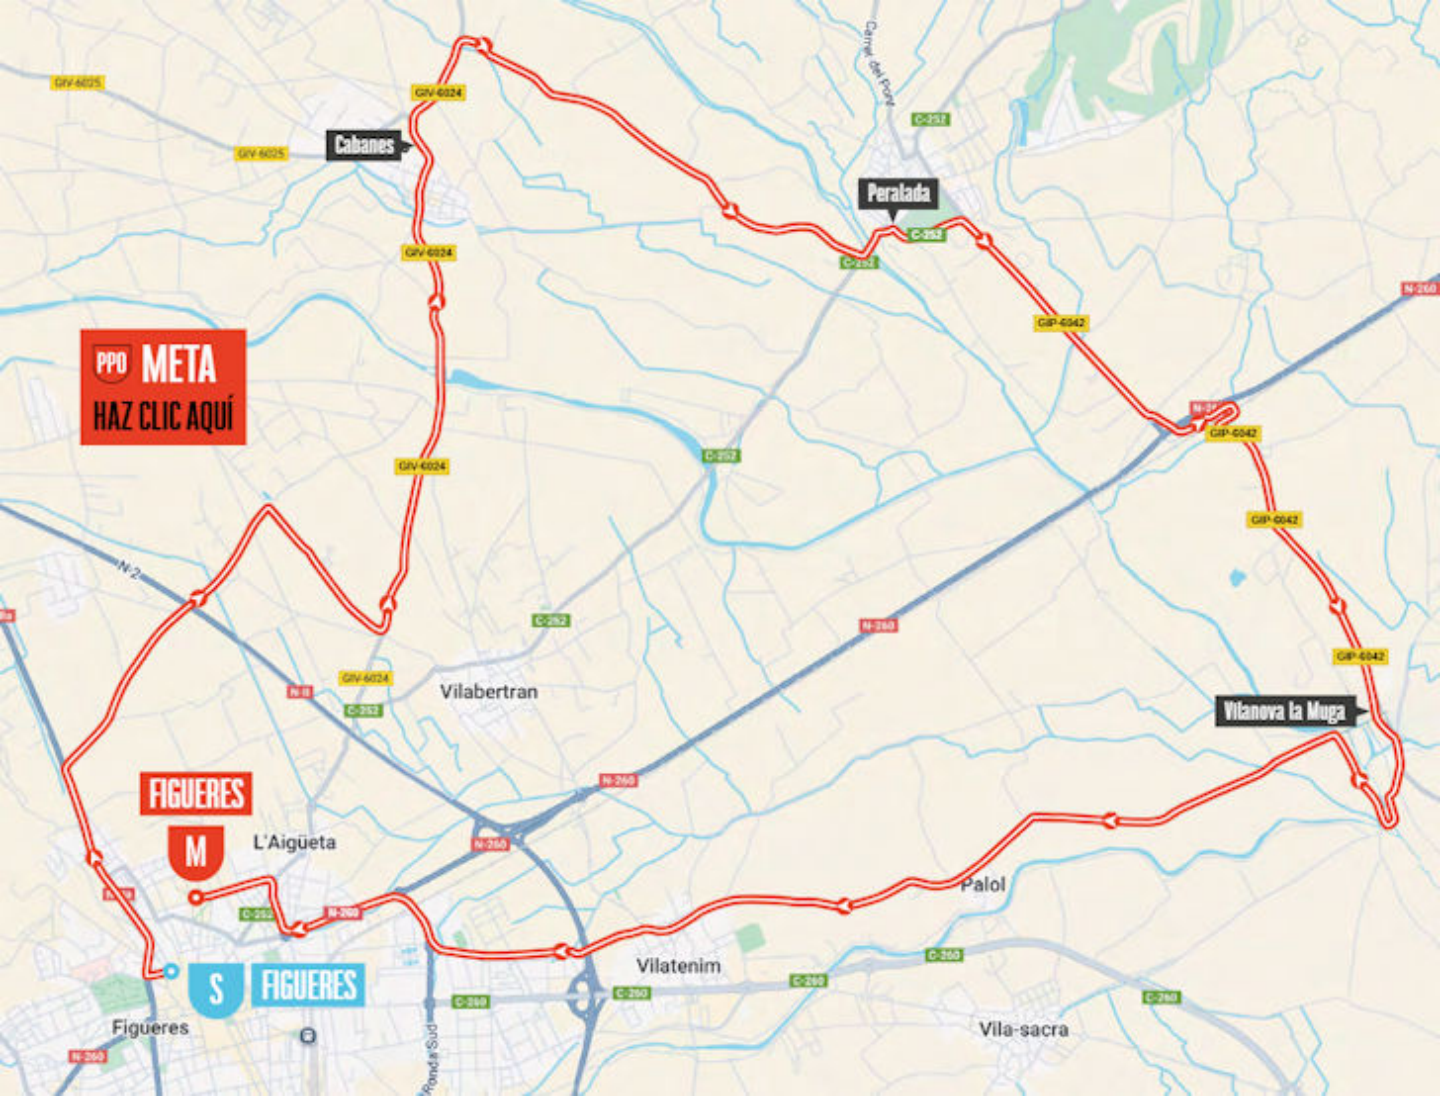 GIV-6025
GIV-6024
Carrer del Pont
C-252
Cabanes
GIV-6025
Peralada
C-252
GIV-6024
C-252
N-260
GIP-6042
PPO META
HAZ CLIC AQUÍ
GIP-6042
C-252
GIV-6024
GIP-6042
N-2
C-252
N-260
GIP-6042
GIV-6024
Vilabertran
N-II
C-252
Vilanova la Muga
N-260
FIGUERES
M
L'Aigüeta
N-260
Palol
C-252
N-260
S
FIGUERES
Vilatenim
C-260
C-260
C-260
C-260
C-260
Figueres
Vila-sacra
N-260
Ronda Sud